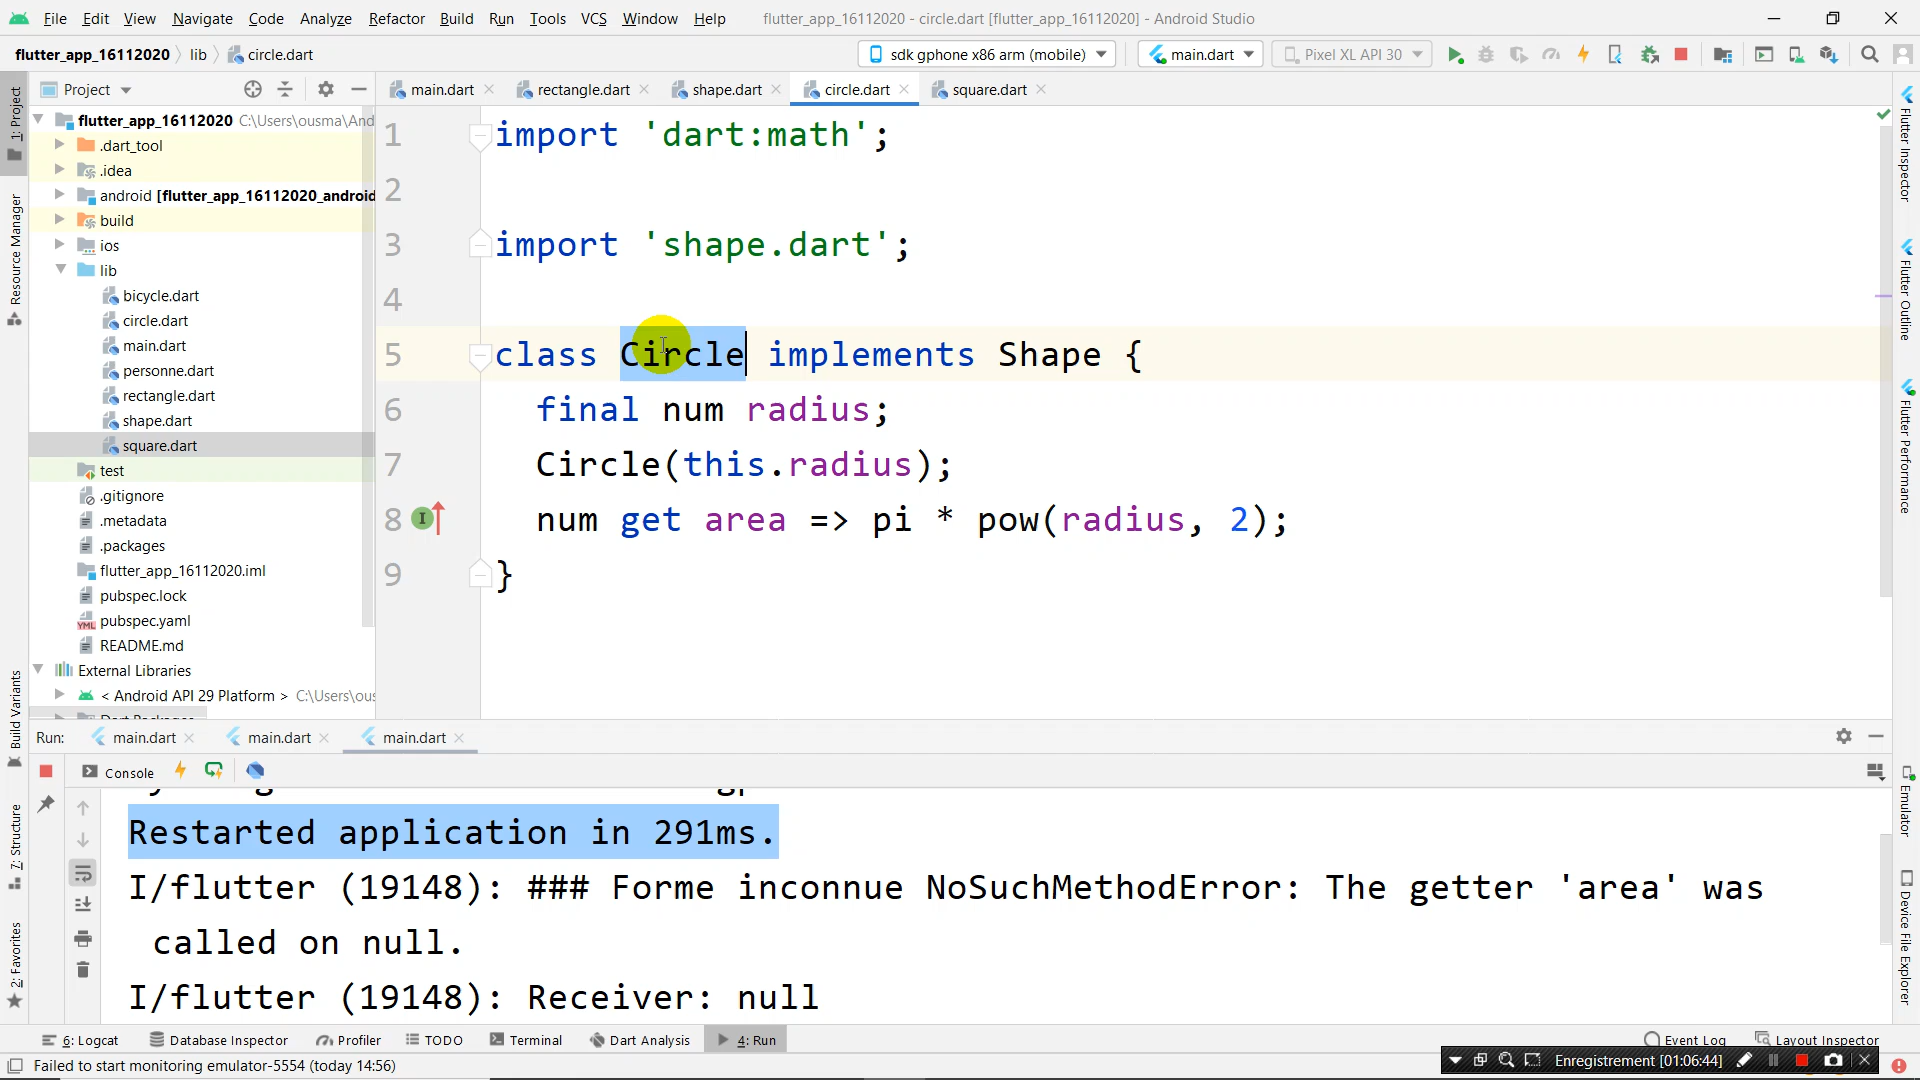 File Edit View Navigate Code Analyze Refactor Build Run Tools VCS Window Help flutter_app_16112020 - circle.dart [flutter_app_16112020] - Android Studio
flutter_app_16112020 lib circle.dart sdk gphone x86 arm (mobile) main.dart Pixel XL API 30
1: Project
Resource Manager
Build Variants
7: Structure
2: Favorites
Project
flutter_app_16112020 C:\Users\ousma\And
.dart_tool
.idea
android [flutter_app_16112020_android
build
ios
lib
bicycle.dart
circle.dart
main.dart
personne.dart
rectangle.dart
shape.dart
square.dart
test
.gitignore
.metadata
.packages
flutter_app_16112020.iml
pubspec.lock
pubspec.yaml
README.md
External Libraries
< Android API 29 Platform > C:\Users\ous
main.dart rectangle.dart shape.dart circle.dart square.dart
1 import 'dart:math';
2
3 import 'shape.dart';
4
5 class Circle implements Shape {
6 final num radius;
7 Circle(this.radius);
8 num get area => pi * pow(radius, 2);
9 }
Flutter Inspector
Flutter Outline
Flutter Performance
Emulator
Device File Explorer
Run: main.dart main.dart main.dart
Console
Restarted application in 291ms.
I/flutter (19148): ### Forme inconnue NoSuchMethodError: The getter 'area' was
called on null.
I/flutter (19148): Receiver: null
6: Logcat Database Inspector Profiler TODO Terminal Dart Analysis 4: Run Event Log Layout Inspector
Failed to start monitoring emulator-5554 (today 14:56)
Enregistrement [01:06:44]